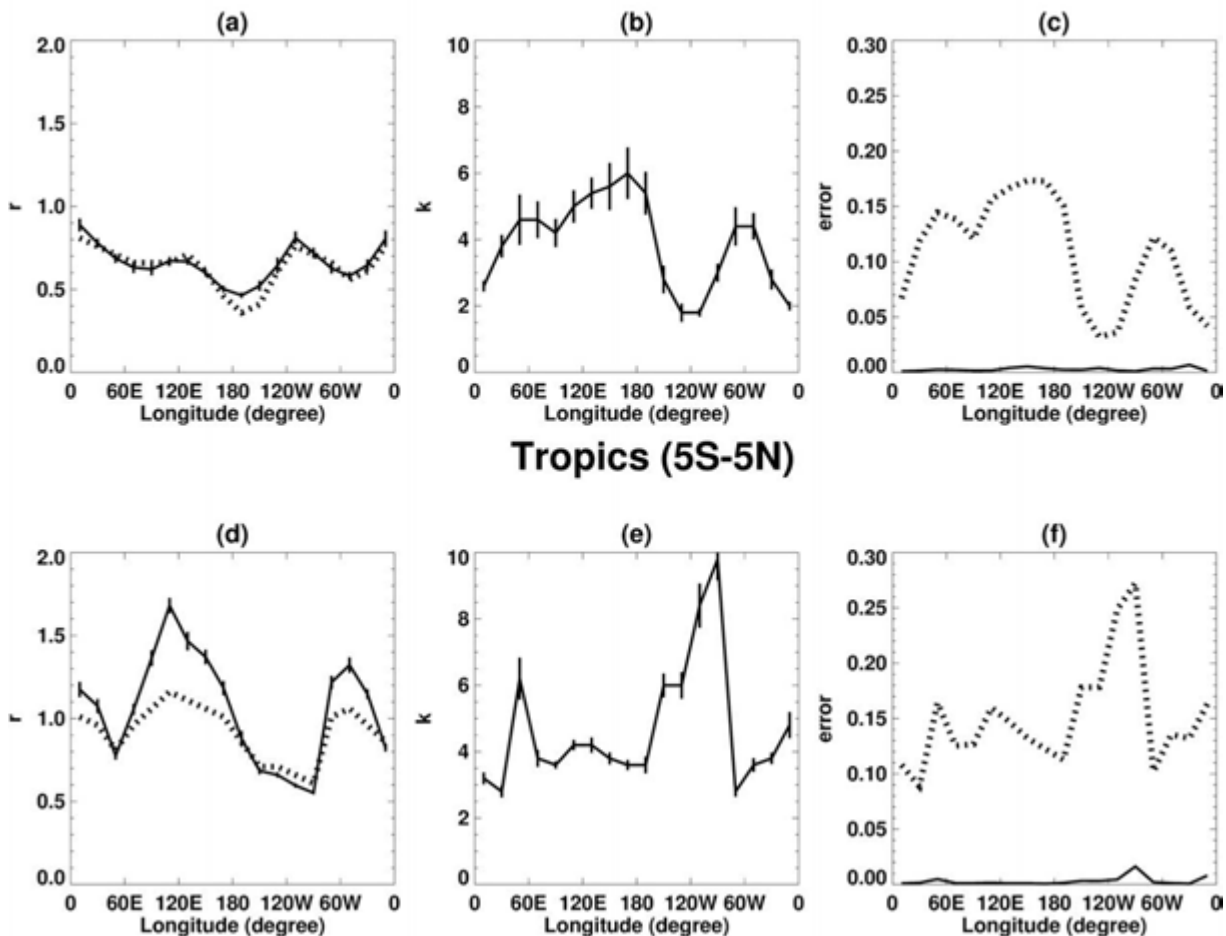 (a)
2.0
1.5
1.0
0.5
0.0
r
0 60E 120E 180 120W 60W 0
Longitude (degree)
(b)
10
8
6
4
2
0
k
0 60E 120E 180 120W 60W 0
Longitude (degree)
(c)
0.30
0.25
0.20
0.15
0.10
0.05
0.00
error
0 60E 120E 180 120W 60W 0
Longitude (degree)
Tropics (5S-5N)
(d)
2.0
1.5
1.0
0.5
0.0
r
0 60E 120E 180 120W 60W 0
Longitude (degree)
(e)
10
8
6
4
2
0
k
0 60E 120E 180 120W 60W 0
Longitude (degree)
(f)
0.30
0.25
0.20
0.15
0.10
0.05
0.00
error
0 60E 120E 180 120W 60W 0
Longitude (degree)